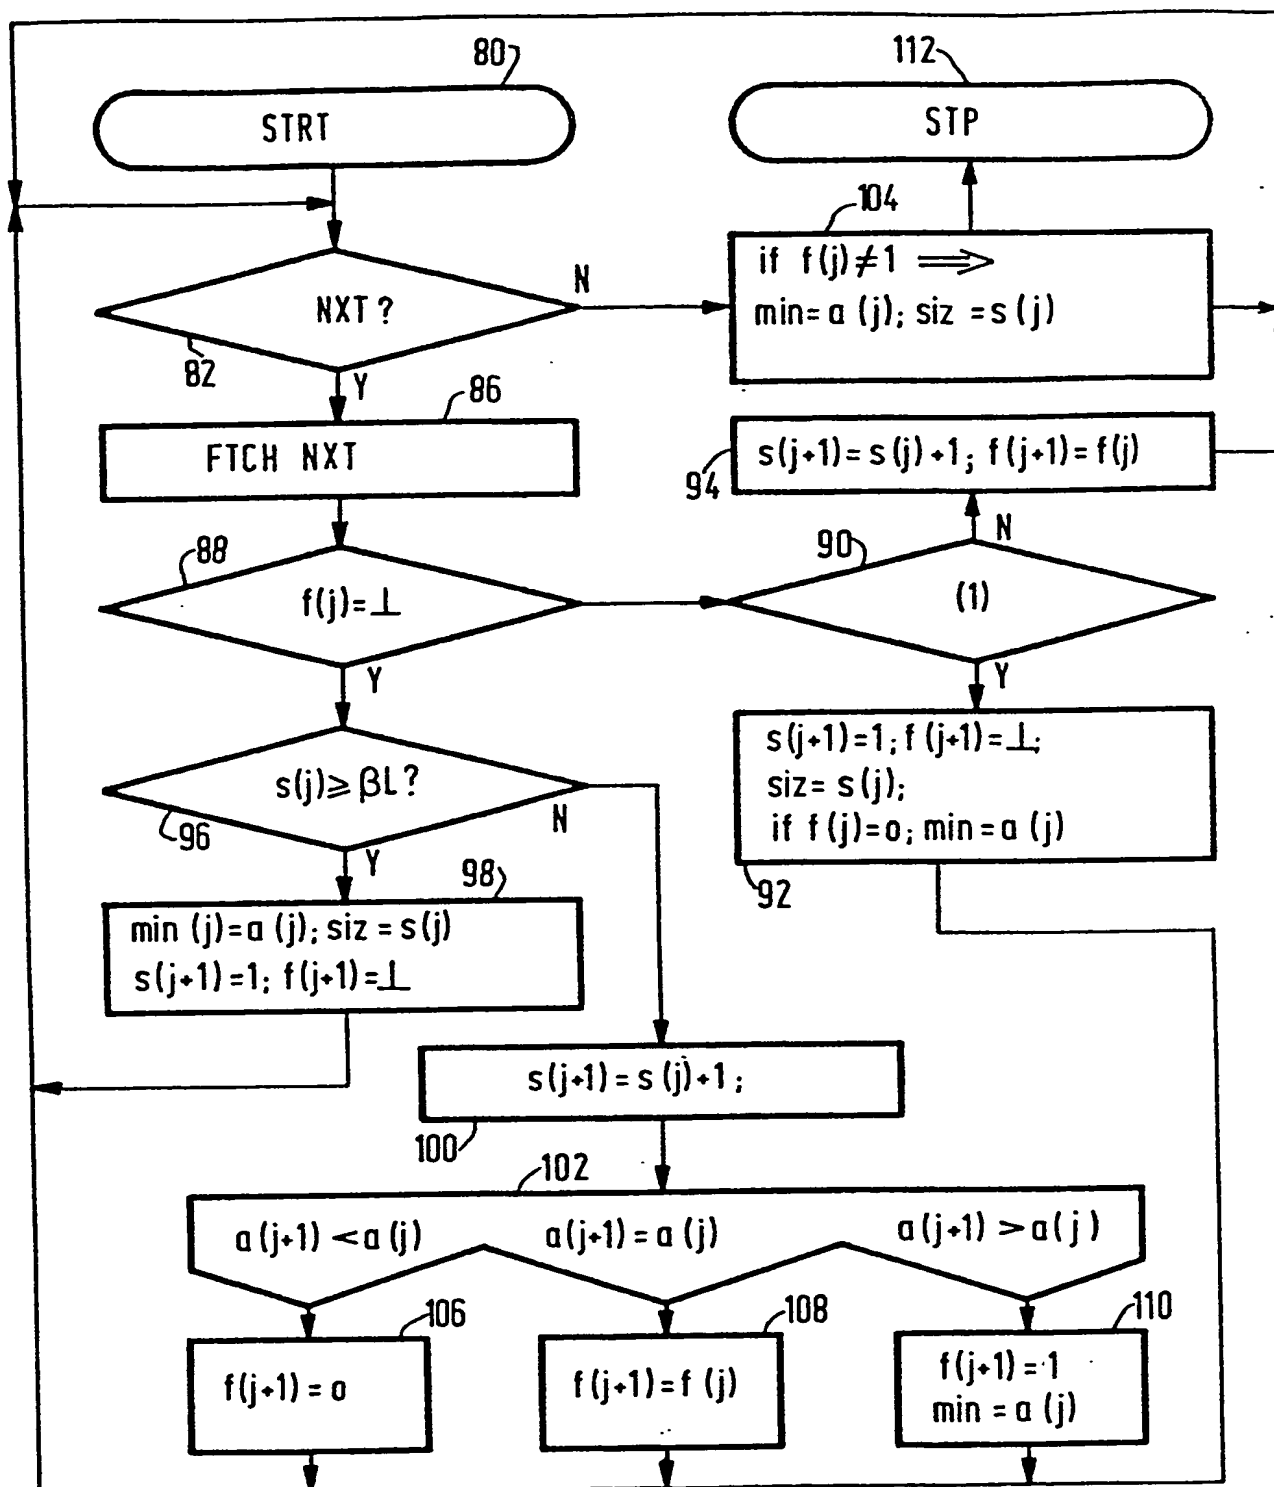 80
STRT
112
STP
104
if f(j)≠1 ⟹
min=a (j); siz =s (j)
NXT?
N
82
Y
86
FTCH NXT
94
s(j+1)=s(j)+1; f(j+1)=f(j)
N
88
f(j)=⊥
90
(1)
Y
Y
s(j)≥βL?
N
96
Y
s(j+1)=1; f(j+1)=⊥;
siz= s(j);
if f(j)=o; min=a (j)
92
98
min (j)=a (j); siz =s(j)
s(j+1)=1; f(j+1)=⊥
s(j+1)=s(j)+1;
100
102
a(j+1)<a(j)
a(j+1)=a(j)
a(j+1)>a(j)
106
f(j+1)=o
108
f(j+1)=f(j)
110
f(j+1)=1
min =a (j)